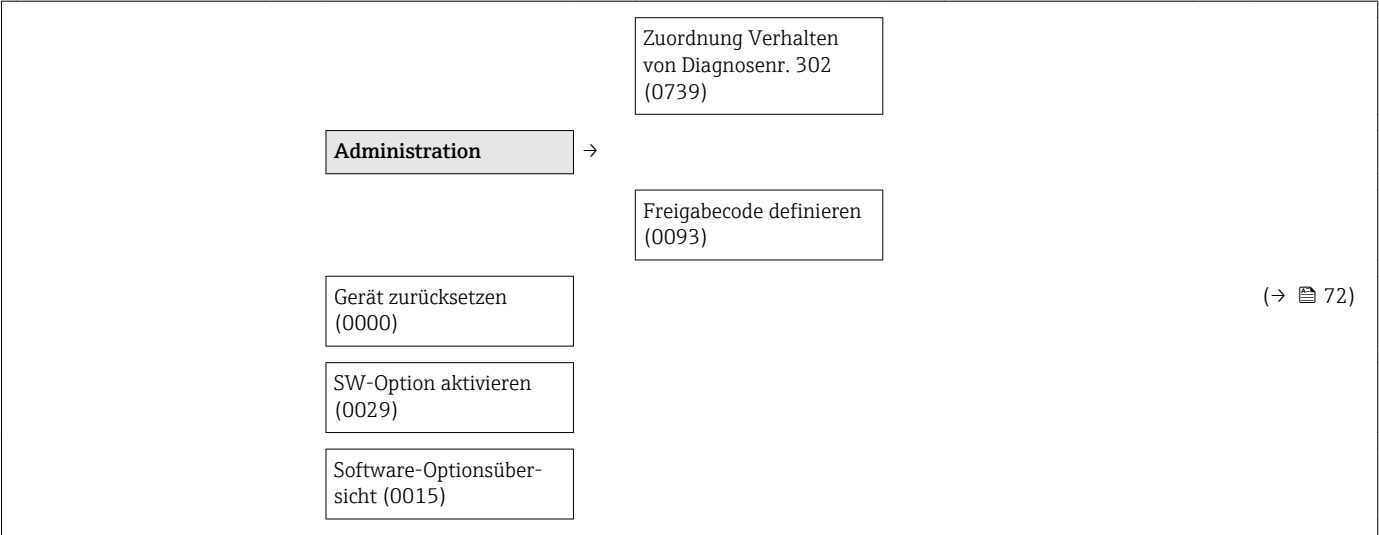 Zuordnung Verhalten
von Diagnosenr. 302
(0739)
Administration →
Freigabecode definieren
(0093)
Gerät zurücksetzen
(0000)
(→ 72)
SW-Option aktivieren
(0029)
Software-Optionsüber-
sicht (0015)